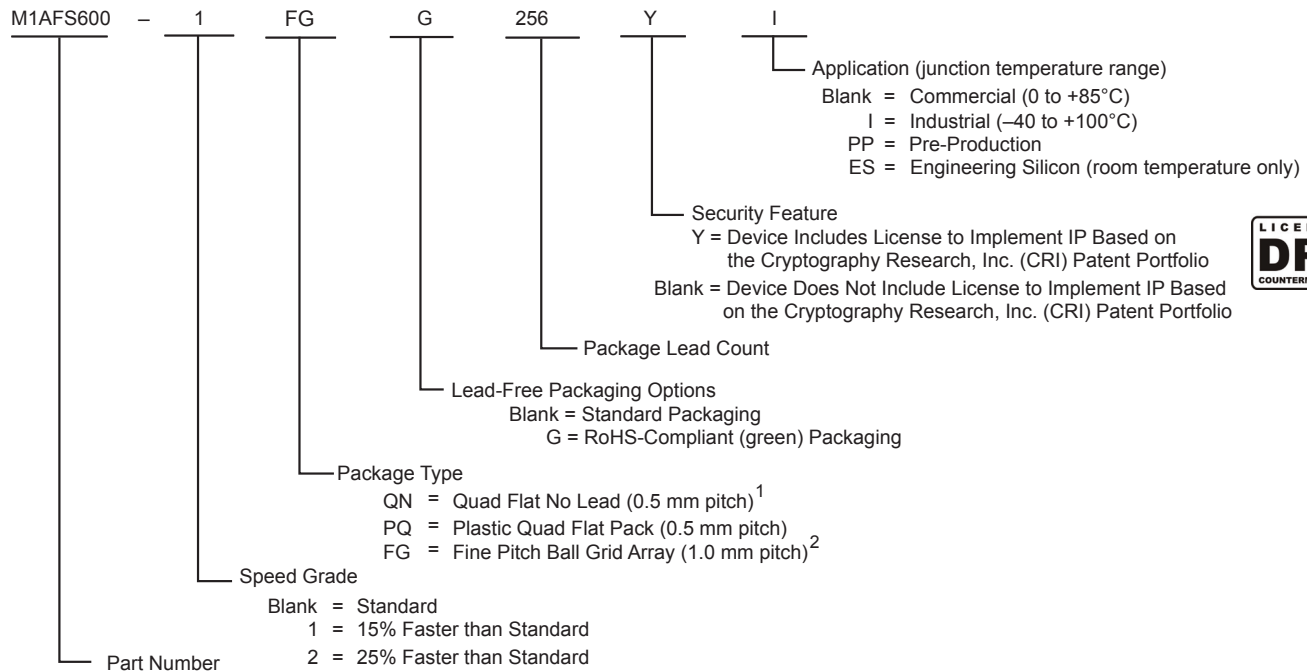 M1AFS600 – 1 FG G 256 Y I
Application (junction temperature range)
Blank = Commercial (0 to +85°C)
I = Industrial (–40 to +100°C)
PP = Pre-Production
ES = Engineering Silicon (room temperature only)
Security Feature
Y = Device Includes License to Implement IP Based on
the Cryptography Research, Inc. (CRI) Patent Portfolio
Blank = Device Does Not Include License to Implement IP Based
on the Cryptography Research, Inc. (CRI) Patent Portfolio
Package Lead Count
Lead-Free Packaging Options
Blank = Standard Packaging
G = RoHS-Compliant (green) Packaging
Package Type
QN = Quad Flat No Lead (0.5 mm pitch)1
PQ = Plastic Quad Flat Pack (0.5 mm pitch)
FG = Fine Pitch Ball Grid Array (1.0 mm pitch)2
Speed Grade
Blank = Standard
1 = 15% Faster than Standard
2 = 25% Faster than Standard
Part Number